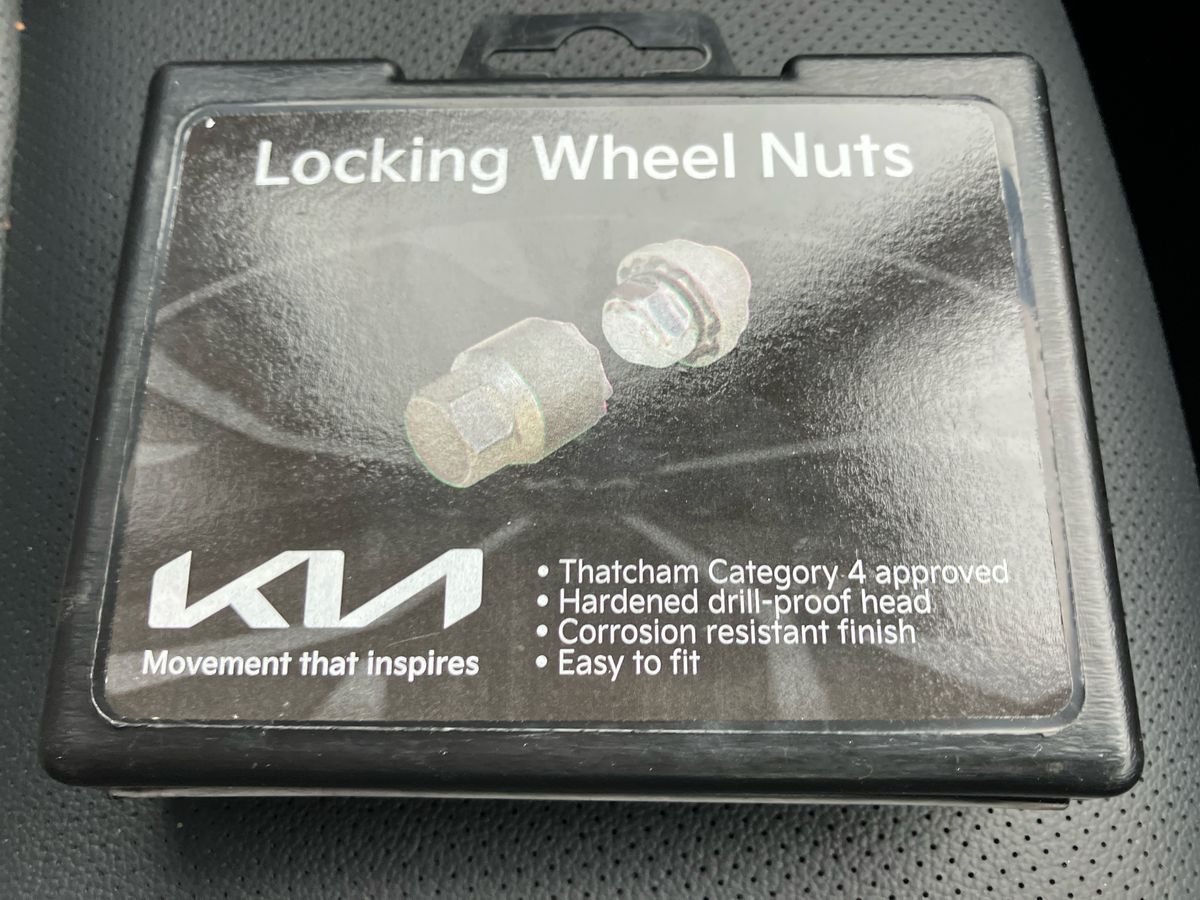 Locking Wheel Nuts
KIA
Movement that inspires
• Thatcham Category 4 approved
• Hardened drill-proof head
• Corrosion resistant finish
• Easy to fit